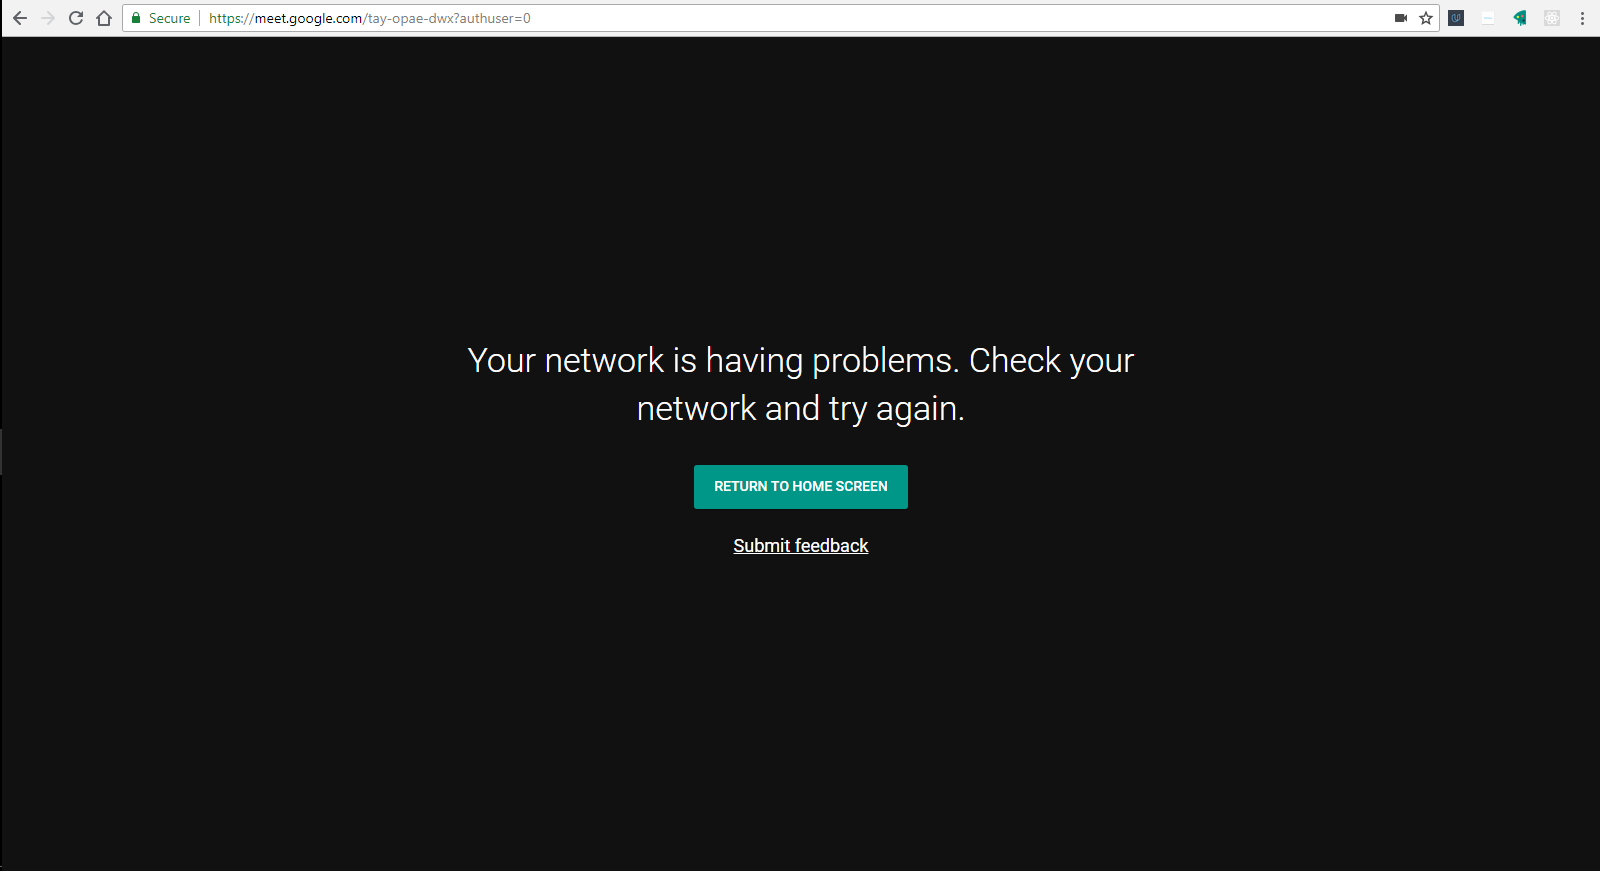 Secure https://meet.google.com/tay-opae-dwx?authuser=0
Your network is having problems. Check your
network and try again.
RETURN TO HOME SCREEN
Submit feedback